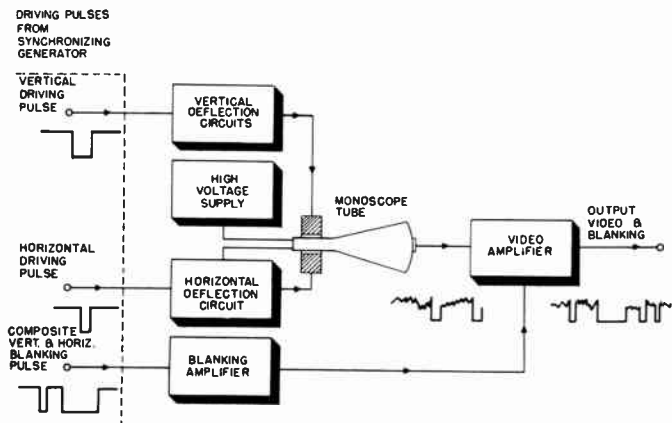 DRIVING PULSES
FROM
SYNCHRONIZING
GENERATOR
VERTICAL
DRIVING
PULSE
VERTICAL
DEFLECTION
CIRCUITS
HIGH
VOLTAGE
SUPPLY
MONOSCOPE
TUBE
HORIZONTAL
DRIVING
PULSE
HORIZONTAL
DEFLECTION
CIRCUIT
VIDEO
AMPLIFIER
OUTPUT
VIDEO &
BLANKING
COMPOSITE
VERT. & HORIZ.
BLANKING
PULSE
BLANKING
AMPLIFIER